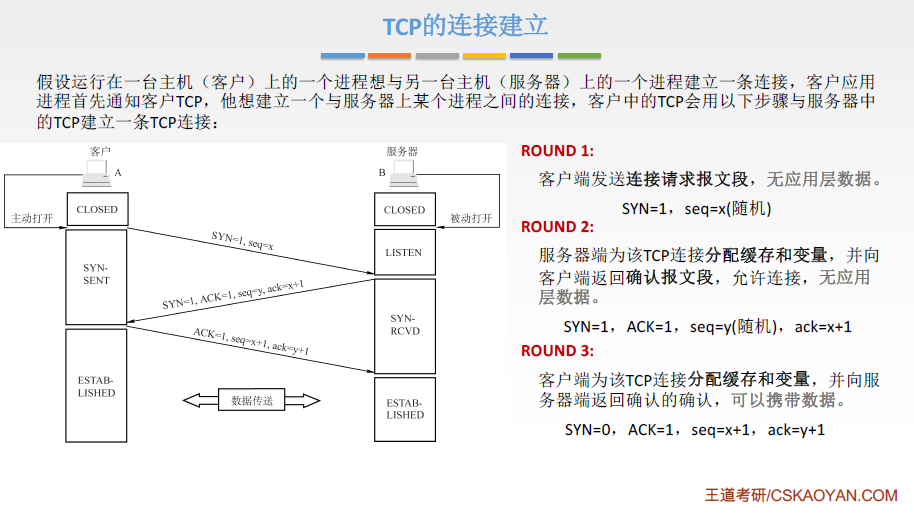 TCP的连接建立
假设运行在一台主机（客户）上的一个进程想与另一台主机（服务器）上的一个进程建立一条连接，客户应用
进程首先通知客户TCP，他想建立一个与服务器上某个进程之间的连接，客户中的TCP会用以下步骤与服务器中
的TCP建立一条TCP连接：
客户
A
服务器
B
CLOSED
CLOSED
主动打开
被动打开
SYN=1, seq=x
LISTEN
SYN-
SENT
SYN=1, ACK=1, seq=y, ack=x+1
SYN-
RCVD
ACK=1, seq=x+1, ack=y+1
ESTAB-
LISHED
数据传送
ESTAB-
LISHED
ROUND 1:
客户端发送连接请求报文段，无应用层数据。
SYN=1，seq=x(随机)
ROUND 2:
服务器端为该TCP连接分配缓存和变量，并向
客户端返回确认报文段，允许连接，无应用
层数据。
SYN=1，ACK=1，seq=y(随机)，ack=x+1
ROUND 3:
客户端为该TCP连接分配缓存和变量，并向服
务器端返回确认的确认，可以携带数据。
SYN=0，ACK=1，seq=x+1，ack=y+1
王道考研/CSKAOYAN.COM